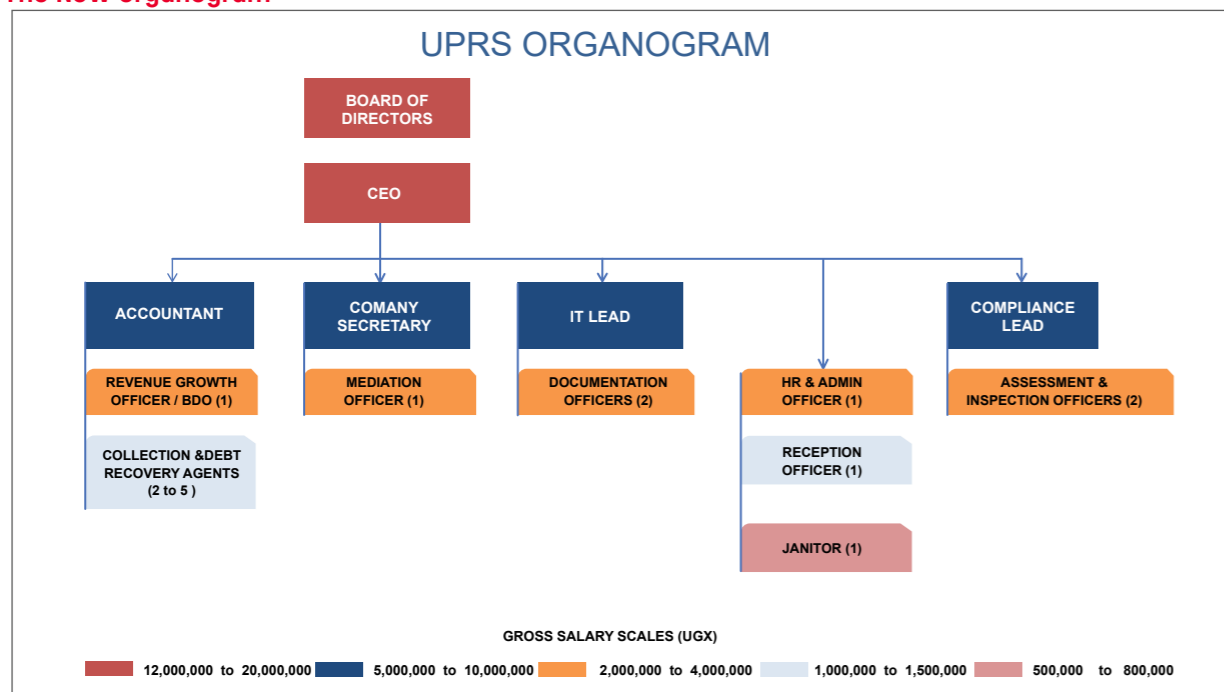 The New organogram
UPRS ORGANOGRAM
BOARD OF
DIRECTORS
CEO
ACCOUNTANT
COMANY
SECRETARY
IT LEAD
COMPLIANCE
LEAD
REVENUE GROWTH
OFFICER / BDO (1)
MEDIATION
OFFICER (1)
DOCUMENTATION
OFFICERS (2)
HR & ADMIN
OFFICER (1)
ASSESSMENT &
INSPECTION OFFICERS (2)
COLLECTION &DEBT
RECOVERY AGENTS
(2 to 5 )
RECEPTION
OFFICER (1)
JANITOR (1)
GROSS SALARY SCALES (UGX)
12,000,000 to 20,000,000 5,000,000 to 10,000,000 2,000,000 to 4,000,000 1,000,000 to 1,500,000 500,000 to 800,000